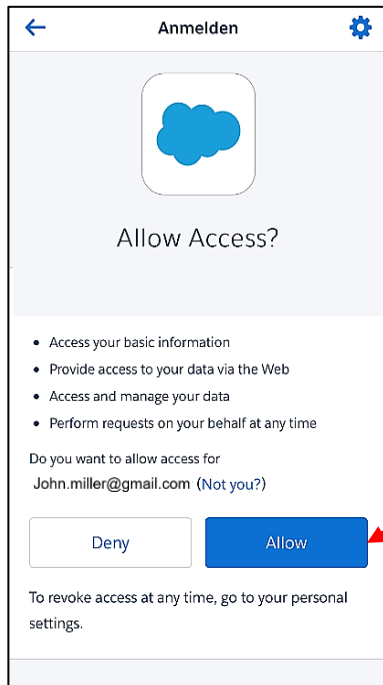 Anmelden
Allow Access?
• Access your basic information
• Provide access to your data via the Web
• Access and manage your data
• Perform requests on your behalf at any time
Do you want to allow access for
John.miller@gmail.com (Not you?)
Deny
Allow
To revoke access at any time, go to your personal
settings.